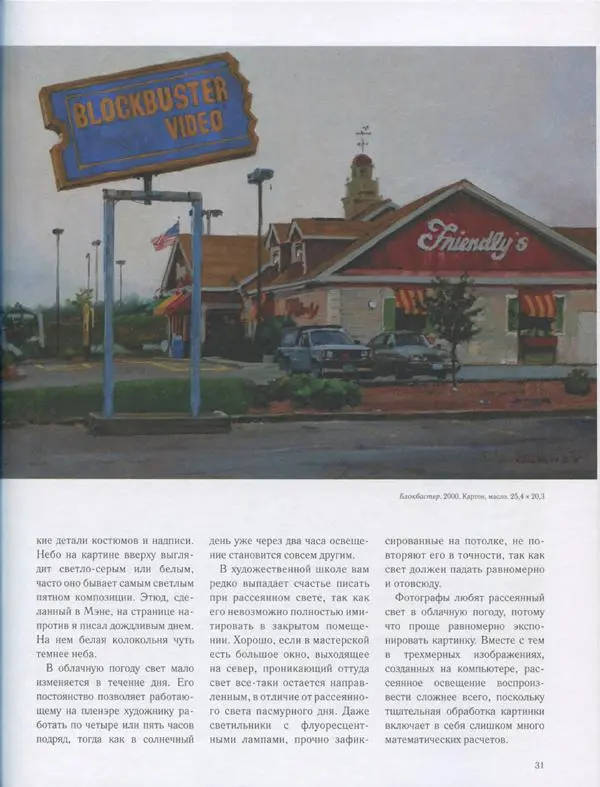 BLOCKBUSTER
VIDEO
Friendly's
Блокбастер. 2000. Картон, масло. 25,4 × 20,3
кие детали костюмов и надписи.
Небо на картине вверху выгля-
дит светло-серым или белым,
часто оно бывает самым светлым
пятном композиции. Этюд, сде-
ланный в Мэне, на странице на-
против я писал дождливым днем.
На нем белая колокольня чуть
темнее неба.
В облачную погоду свет мало
изменяется в течение дня. Его
постоянство позволяет работаю-
щему на пленэре художнику ра-
ботать по четыре или пять часов
подряд, тогда как в солнечный
день уже через два часа освеще-
ние становится совсем другим.
В художественной школе вам
редко выпадает счастье писать
при рассеянном свете, так как
его невозможно полностью ими-
тировать в закрытом помеще-
нии. Хорошо, если в мастерской
есть большое окно, выходящее
на север, проникающий оттуда
свет все-таки остается направ-
ленным, в отличие от рассеянно-
го света пасмурного дня. Даже
светильники с флуоресцент-
ными лампами, прочно зафик-
сированные на потолке, не по-
вторяют его в точности, так как
свет должен падать равномерно
и отовсюду.
Фотографы любят рассеянный
свет в облачную погоду, потому
что проще равномерно экспо-
нировать картинку. Вместе с тем
в трехмерных изображениях,
созданных на компьютере, рас-
сеянное освещение воспроиз-
вести сложнее всего, поскольку
тщательная обработка картинки
включает в себя слишком много
математических расчетов.
31